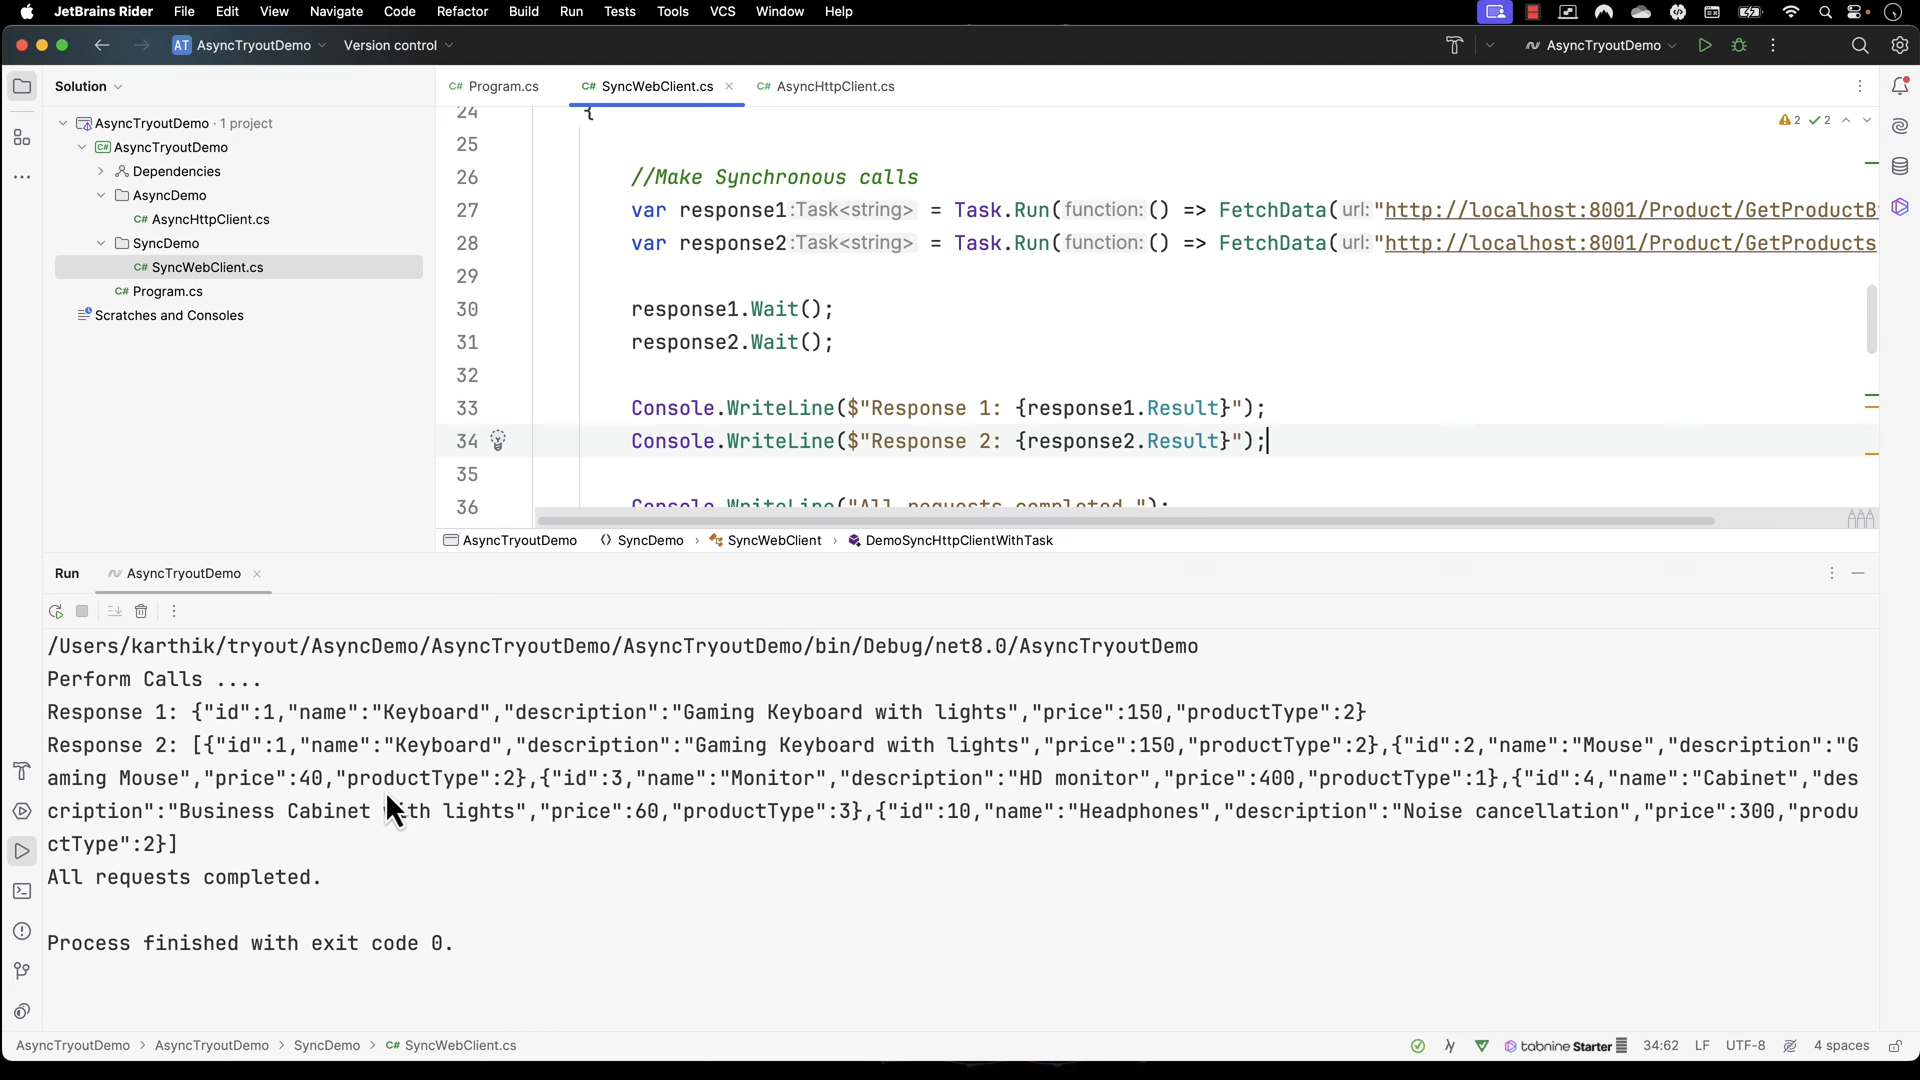 JetBrains Rider File Edit View Navigate Code Refactor Build Run Tests Tools VCS Window Help
AT AsyncTryoutDemo Version control AsyncTryoutDemo
Solution
C# Program.cs C# SyncWebClient.cs C# AsyncHttpClient.cs
AsyncTryoutDemo · 1 project
C# AsyncTryoutDemo
Dependencies
AsyncDemo
C# AsyncHttpClient.cs
SyncDemo
C# SyncWebClient.cs
C# Program.cs
Scratches and Consoles
2 2
24 {
25
26 //Make Synchronous calls
27 var response1:Task<string> = Task.Run(function:() => FetchData(url:"http://localhost:8001/Product/GetProductB
28 var response2:Task<string> = Task.Run(function:() => FetchData(url:"http://localhost:8001/Product/GetProducts
29
30 response1.Wait();
31 response2.Wait();
32
33 Console.WriteLine($"Response 1: {response1.Result}");
34 Console.WriteLine($"Response 2: {response2.Result}");
35
36 Console.WriteLine("All requests completed.");
AsyncTryoutDemo SyncDemo SyncWebClient DemoSyncHttpClientWithTask
Run AsyncTryoutDemo
/Users/karthik/tryout/AsyncDemo/AsyncTryoutDemo/AsyncTryoutDemo/bin/Debug/net8.0/AsyncTryoutDemo
Perform Calls ....
Response 1: {"id":1,"name":"Keyboard","description":"Gaming Keyboard with lights","price":150,"productType":2}
Response 2: [{"id":1,"name":"Keyboard","description":"Gaming Keyboard with lights","price":150,"productType":2},{"id":2,"name":"Mouse","description":"G
aming Mouse","price":40,"productType":2},{"id":3,"name":"Monitor","description":"HD monitor","price":400,"productType":1},{"id":4,"name":"Cabinet","des
cription":"Business Cabinet with lights","price":60,"productType":3},{"id":10,"name":"Headphones","description":"Noise cancellation","price":300,"produ
ctType":2}]
All requests completed.
Process finished with exit code 0.
AsyncTryoutDemo > AsyncTryoutDemo > SyncDemo > C# SyncWebClient.cs tabnine Starter 34:62 LF UTF-8 4 spaces